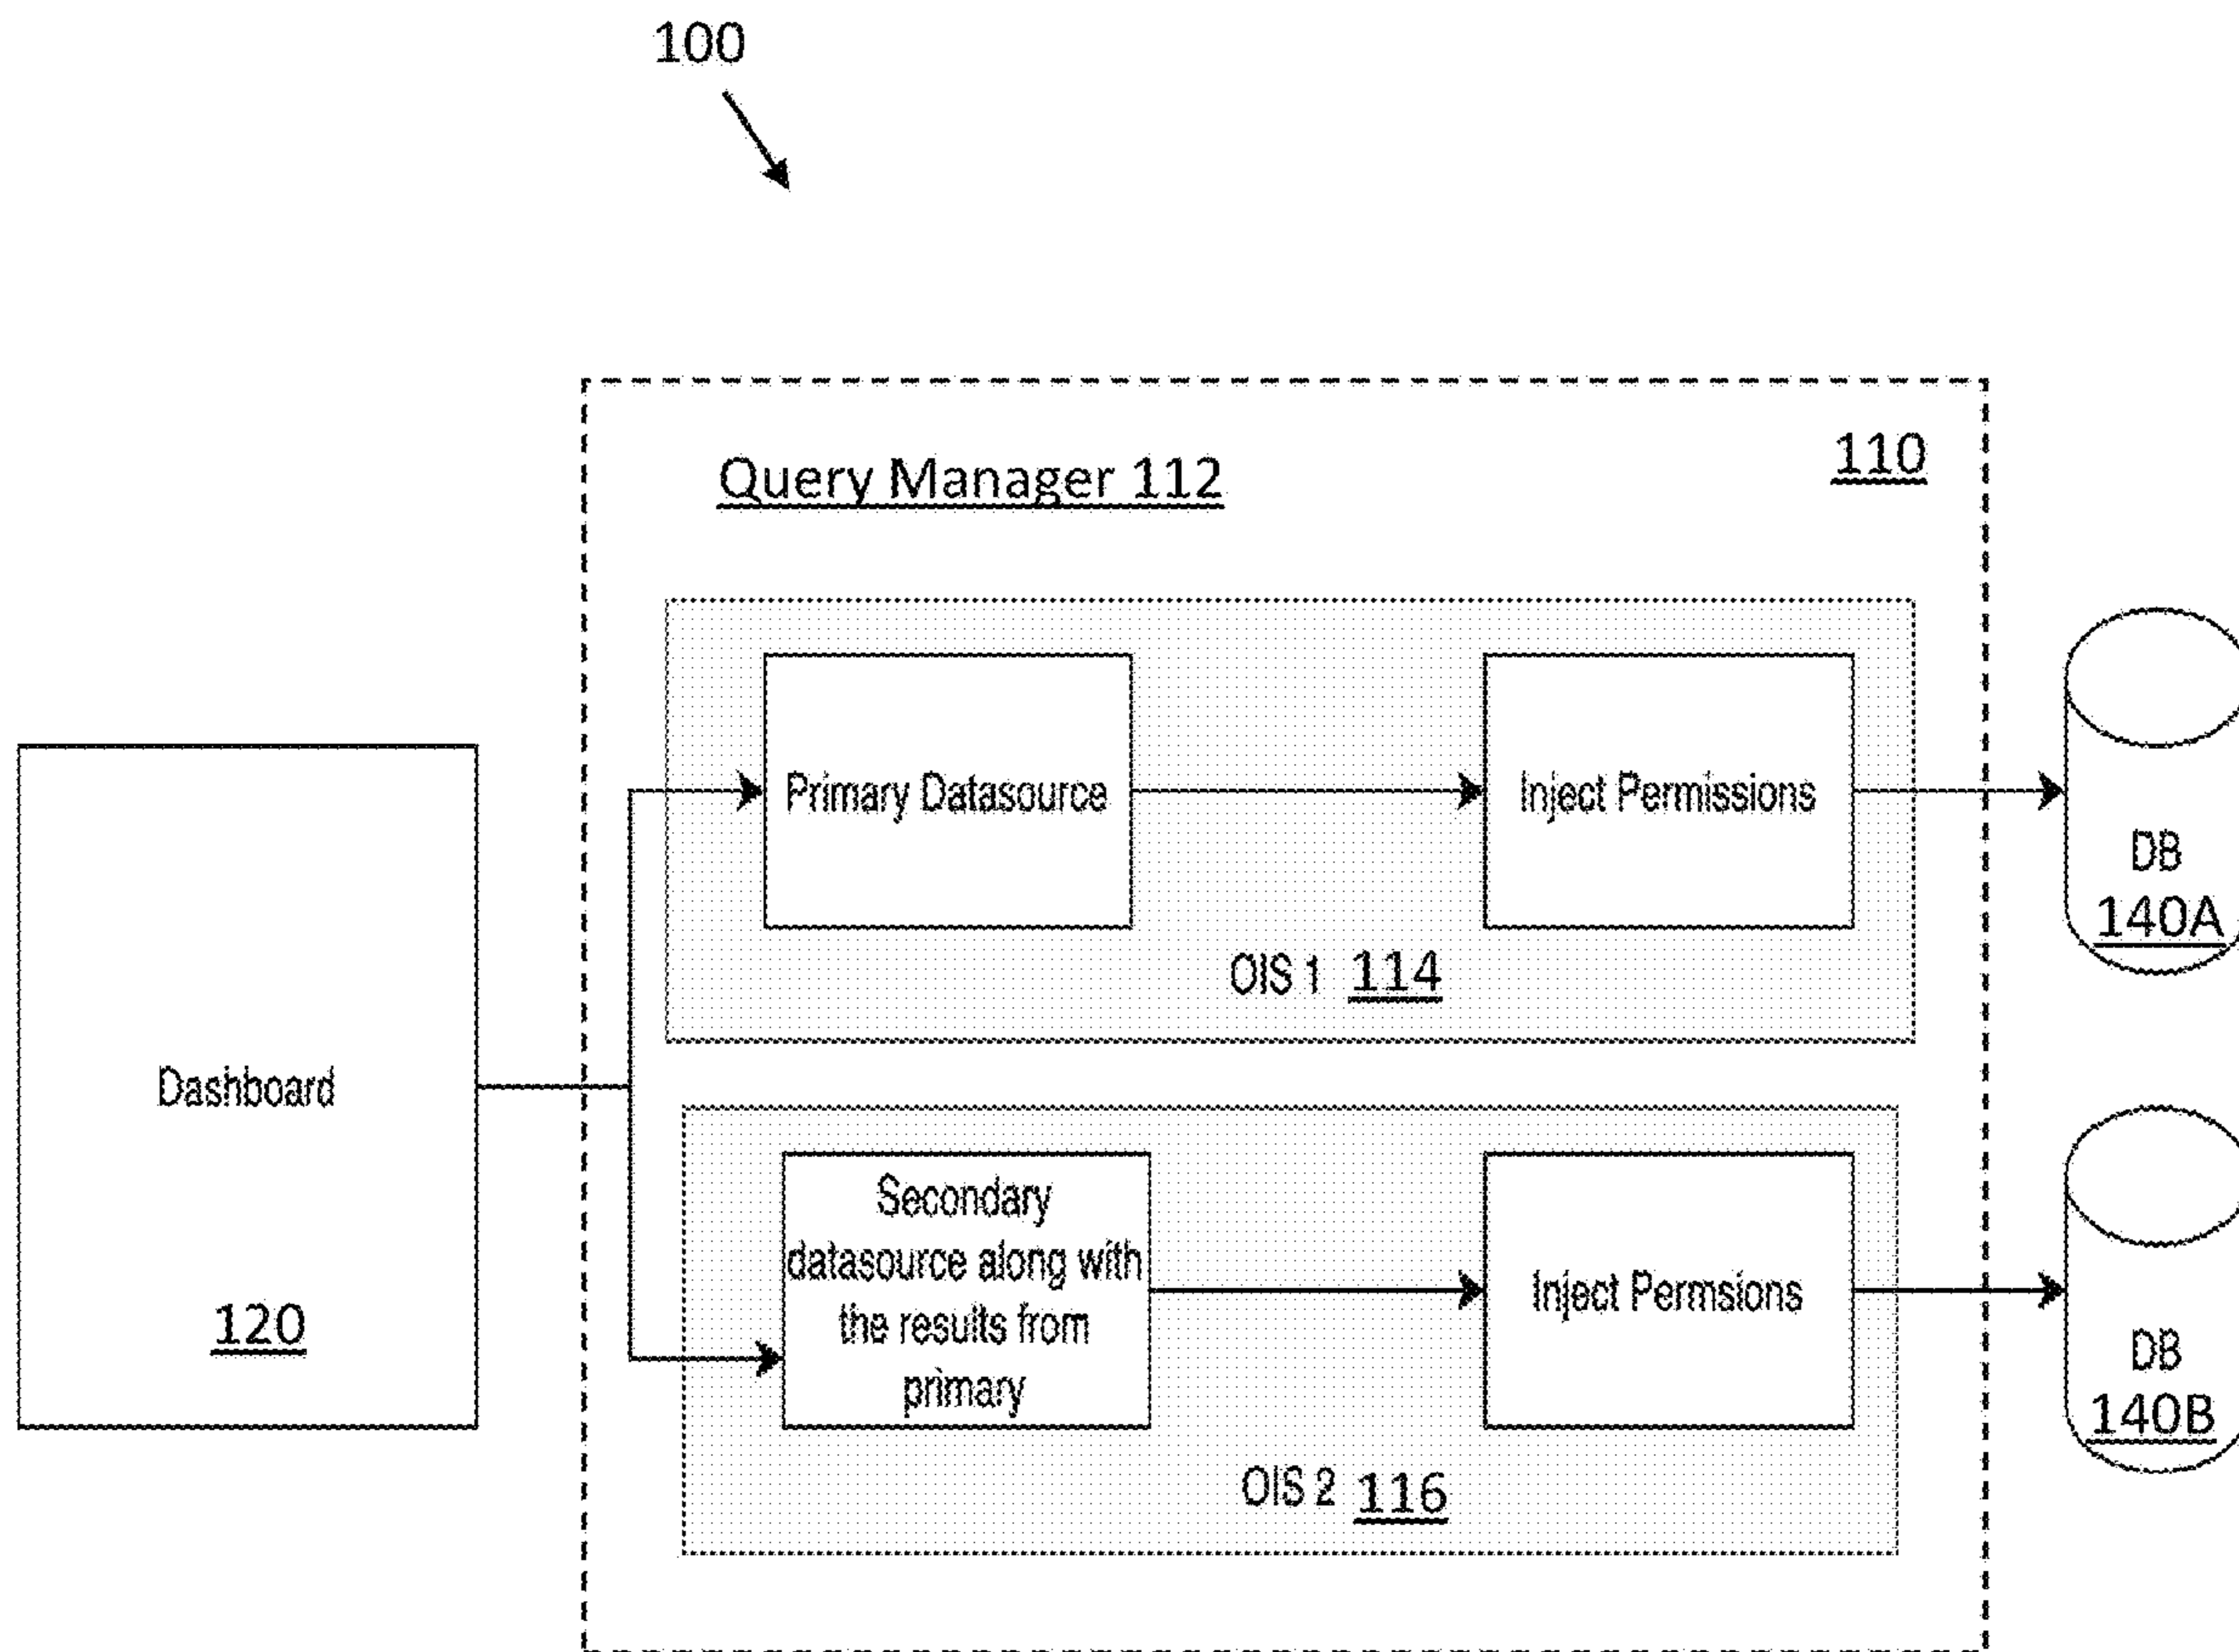 100
Query Manager 112
110
Primary Datasource
Inject Permissions
OIS 1 114
DB
140A
Dashboard
120
Secondary
datasource along with
the results from
primary
Inject Permsions
OIS 2 116
DB
140B